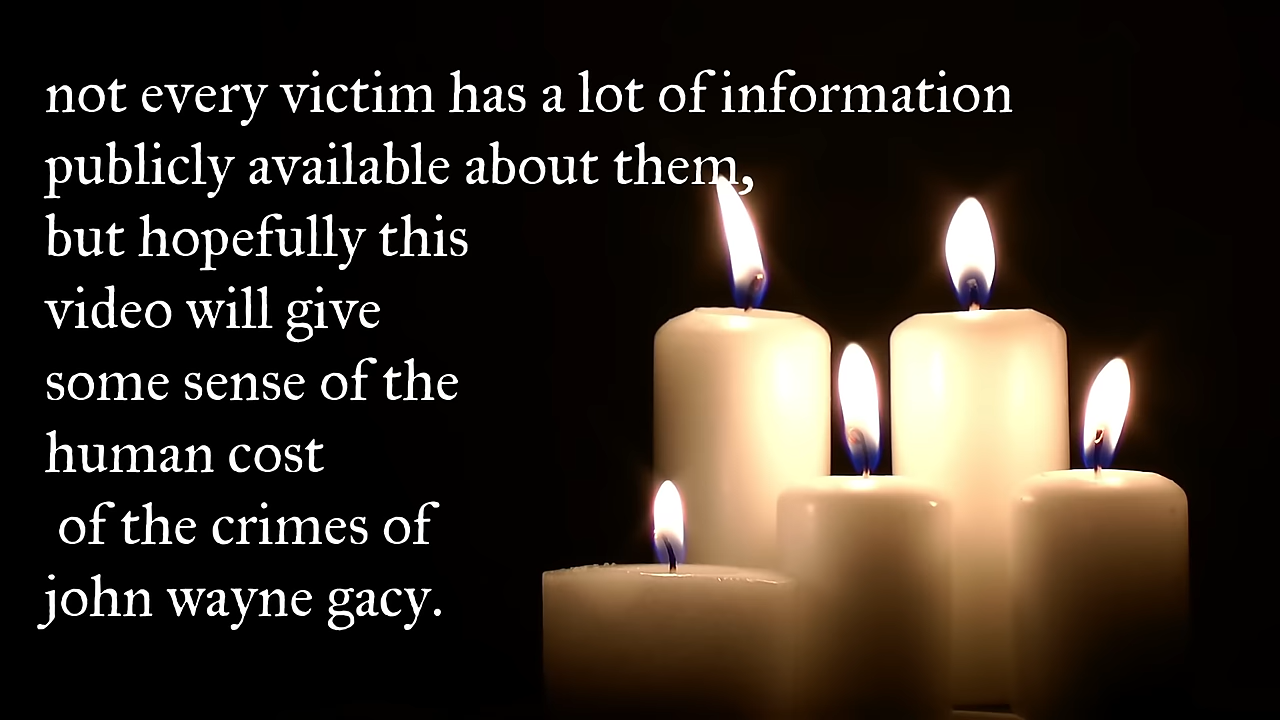 not every victim has a lot of information
publicly available about them,
but hopefully this
video will give
some sense of the
human cost
of the crimes of
john wayne gacy.